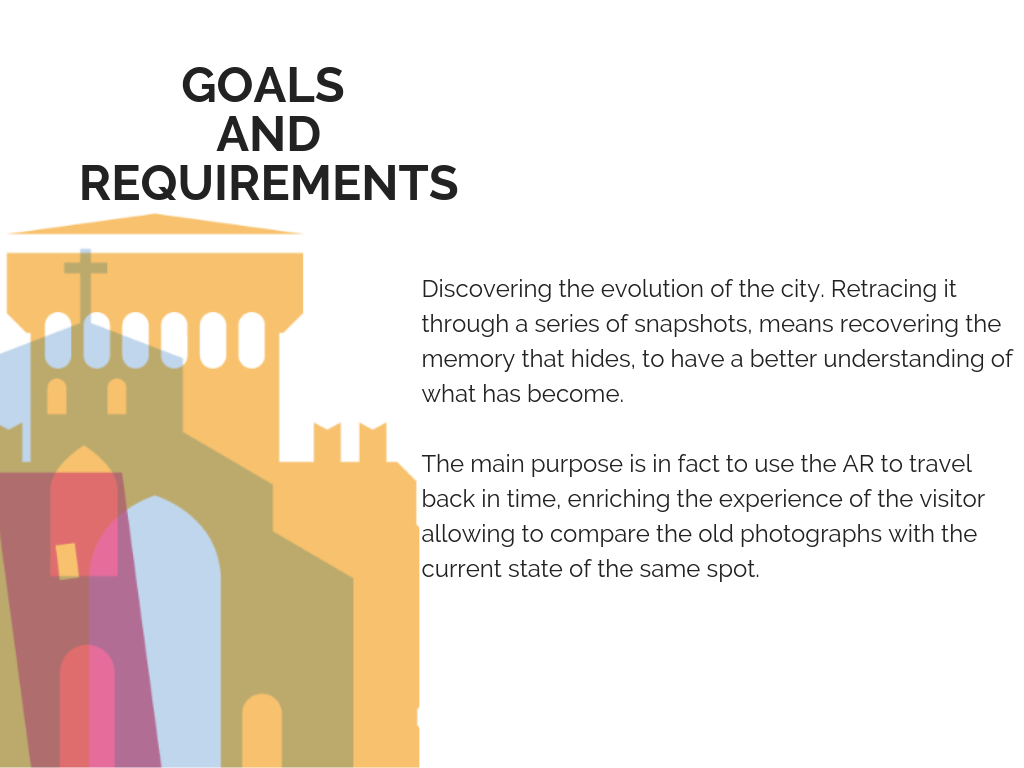 GOALS
AND
REQUIREMENTS
Discovering the evolution of the city. Retracing it
through a series of snapshots, means recovering the
memory that hides, to have a better understanding of
what has become.
The main purpose is in fact to use the AR to travel
back in time, enriching the experience of the visitor
allowing to compare the old photographs with the
current state of the same spot.